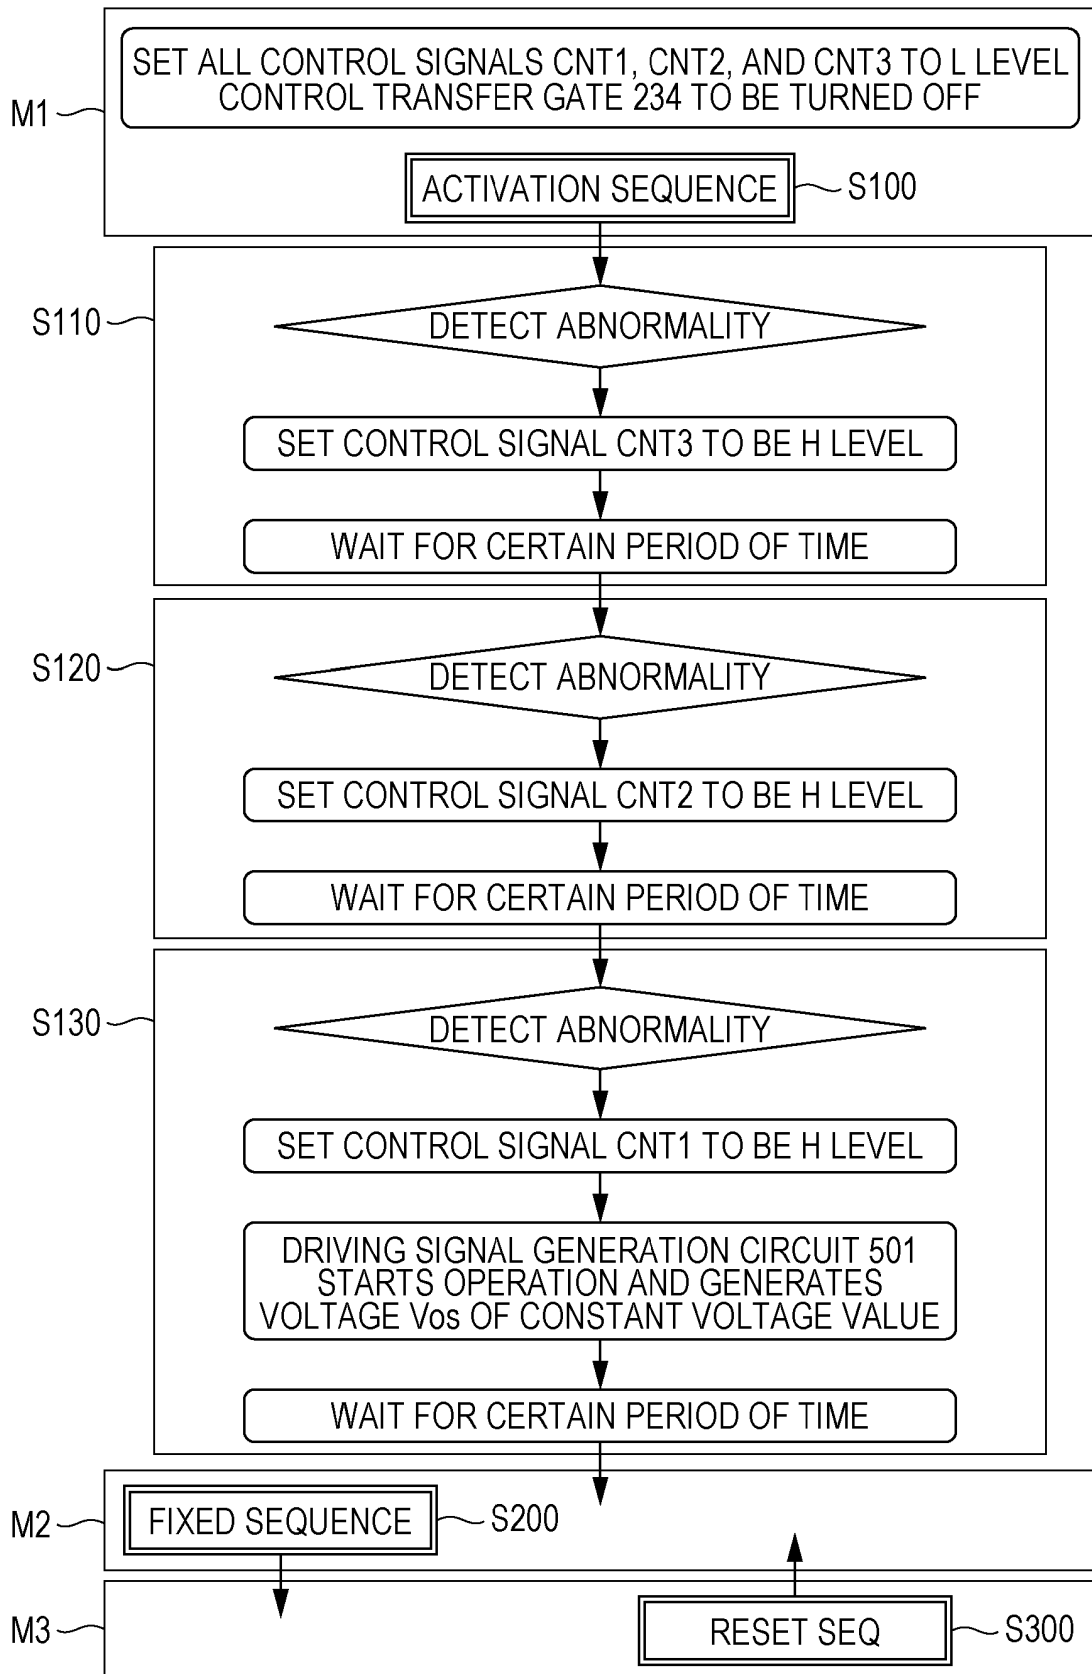 SET ALL CONTROL SIGNALS CNT1, CNT2, AND CNT3 TO L LEVEL
CONTROL TRANSFER GATE 234 TO BE TURNED OFF
M1
ACTIVATION SEQUENCE
S100
S110
DETECT ABNORMALITY
SET CONTROL SIGNAL CNT3 TO BE H LEVEL
WAIT FOR CERTAIN PERIOD OF TIME
S120
DETECT ABNORMALITY
SET CONTROL SIGNAL CNT2 TO BE H LEVEL
WAIT FOR CERTAIN PERIOD OF TIME
S130
DETECT ABNORMALITY
SET CONTROL SIGNAL CNT1 TO BE H LEVEL
DRIVING SIGNAL GENERATION CIRCUIT 501
STARTS OPERATION AND GENERATES
VOLTAGE Vos OF CONSTANT VOLTAGE VALUE
WAIT FOR CERTAIN PERIOD OF TIME
M2
FIXED SEQUENCE
S200
M3
RESET SEQ
S300